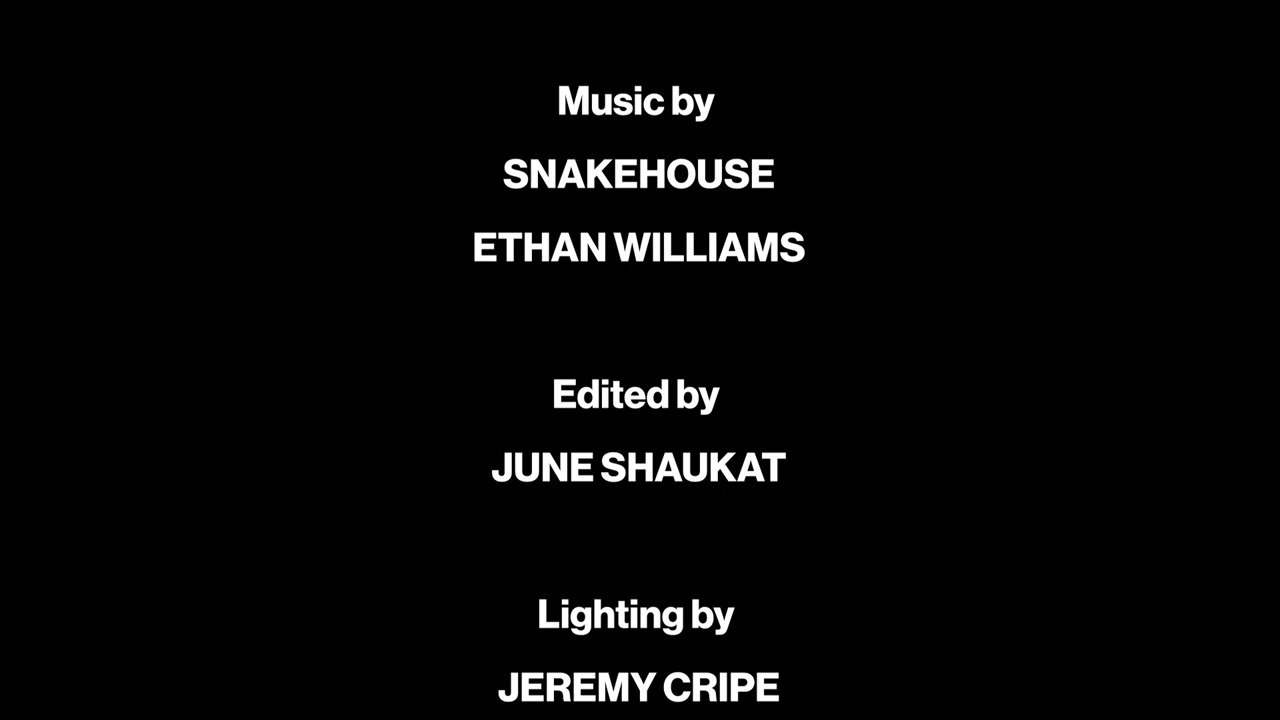 Music by
SNAKEHOUSE
ETHAN WILLIAMS
Edited by
JUNE SHAUKAT
Lighting by
JEREMY CRIPE